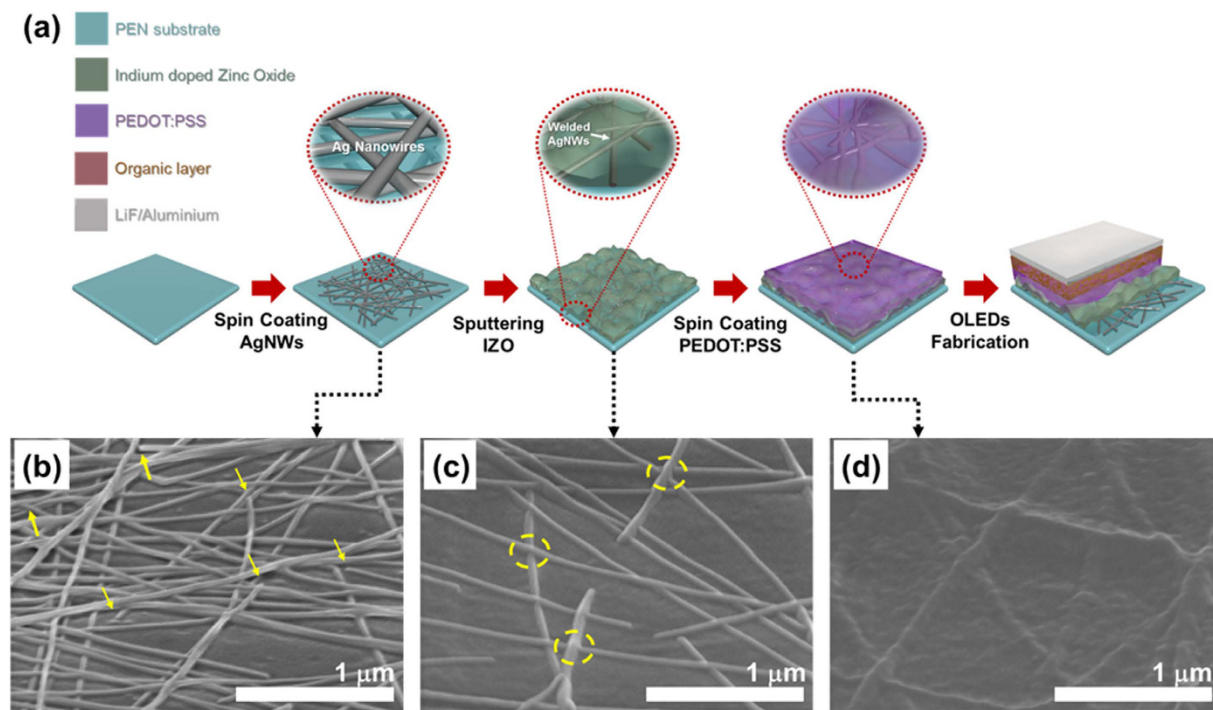 (a)
PEN substrate
Indium doped Zinc Oxide
PEDOT:PSS
Organic layer
LiF/Aluminium
Ag Nanowires
Welded
AgNWs
Spin Coating
AgNWs
Sputtering
IZO
Spin Coating
PEDOT:PSS
OLEDs
Fabrication
(b)
1 μm
(c)
1 μm
(d)
1 μm